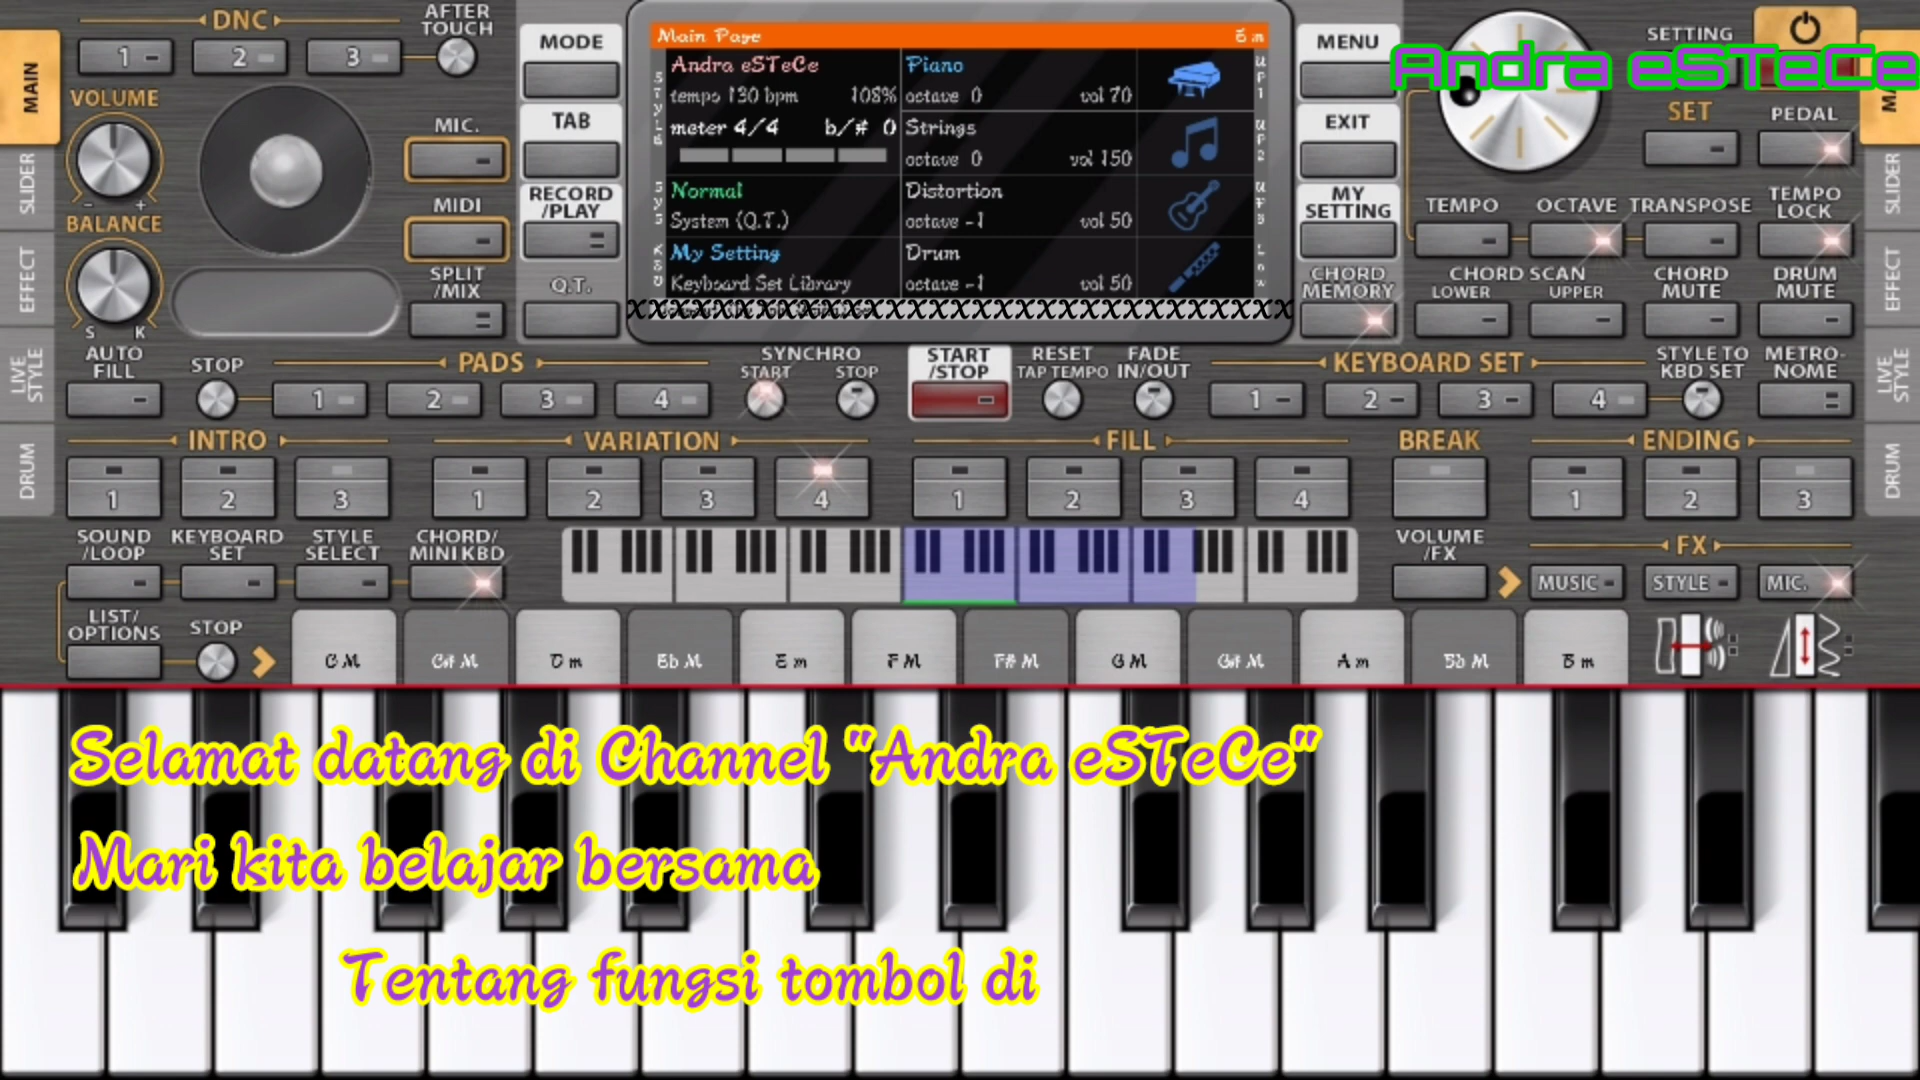 DNC
AFTER TOUCH
1 2 3
MODE
Main Page 5 m
MENU
SETTING
Andra eSTeCe
MAIN
VOLUME
- +
MIC.
TAB
Andra eSTeCe
tempo 130 bpm 108%
meter 4/4 b/# 0
Piano
octave 0 vol 70
Strings
octave 0 vol 150
EXIT
SET
PEDAL
SLIDER
BALANCE
S K
MIDI
RECORD /PLAY
Normal
System (Q.T.)
Distortion
octave -1 vol 50
MY SETTING
TEMPO
OCTAVE
TRANSPOSE
TEMPO LOCK
SLIDER
EFFECT
SPLIT /MIX
Q.T.
My Setting
Keyboard Set Library
Drum
octave -1 vol 50
CHORD MEMORY
CHORD SCAN
LOWER UPPER
CHORD MUTE
DRUM MUTE
EFFECT
LIVE STYLE
AUTO FILL
STOP
PADS
1 2 3 4
SYNCHRO
START STOP
START /STOP
RESET
TAP TEMPO
FADE IN/OUT
KEYBOARD SET
1 2 3 4
STYLE TO KBD SET
METRO-NOME
LIVE STYLE
DRUM
INTRO
1 2 3
VARIATION
1 2 3 4
FILL
1 2 3 4
BREAK
ENDING
1 2 3
DRUM
SOUND /LOOP
KEYBOARD SET
STYLE SELECT
CHORD/ MINI KBD
VOLUME /FX
FX
MUSIC STYLE MIC.
LIST/ OPTIONS
STOP
C M C# M D m Eb M E m F M F# M G M G# M A m Bb M B m
Selamat datang di Channel "Andra eSTeCe"
Mari kita belajar bersama
Tentang fungsi tombol di